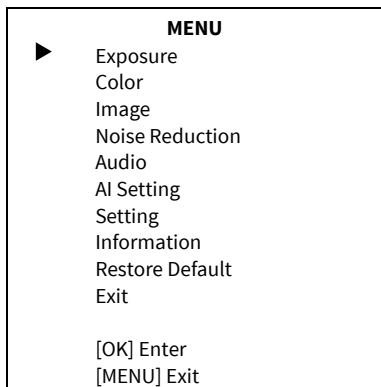 MENU
▶ Exposure
Color
Image
Noise Reduction
Audio
AI Setting
Setting
Information
Restore Default
Exit
[OK] Enter
[MENU] Exit